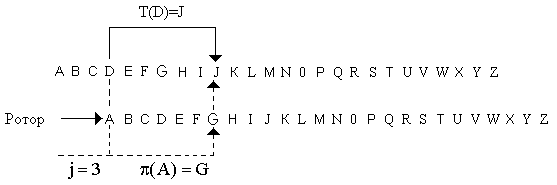 T(D)=J
A B C D E F G H I J K L M N 0 P Q R S T U V W X Y Z
Ротор A B C D E F G H I J K L M N 0 P Q R S T U V W X Y Z
j = 3 π(A) = G